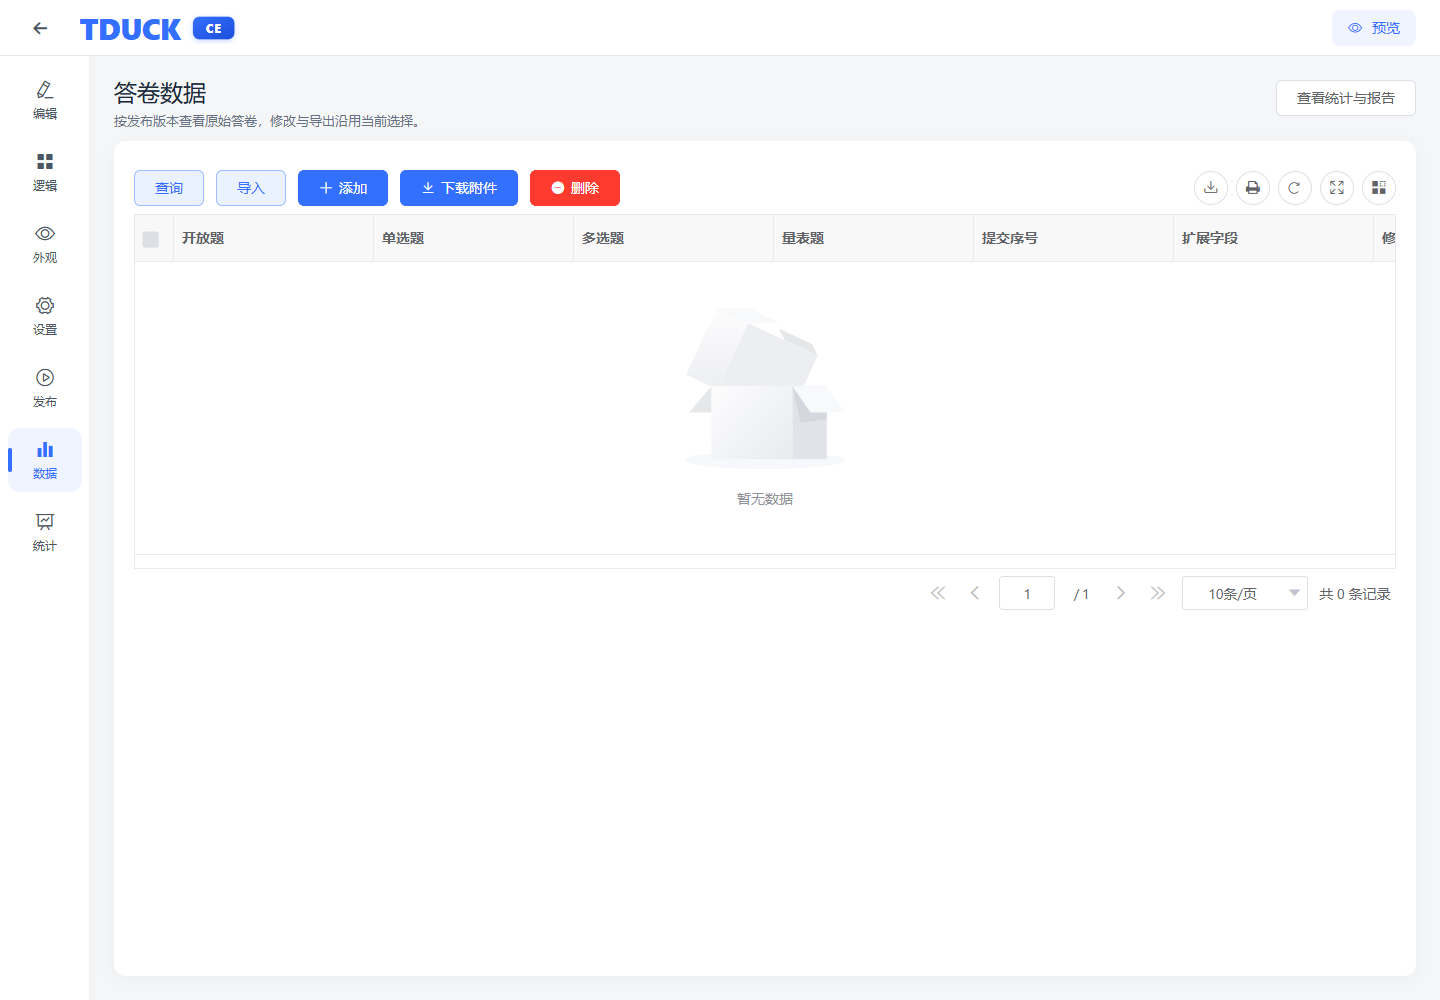 TDUCK CE
预览
编辑
逻辑
外观
设置
发布
数据
统计
答卷数据
按发布版本查看原始答卷，修改与导出沿用当前选择。
查看统计与报告
查询 导入 添加 下载附件 删除
开放题 单选题 多选题 量表题 提交序号 扩展字段 修
暂无数据
1 / 1 10条/页 共 0 条记录